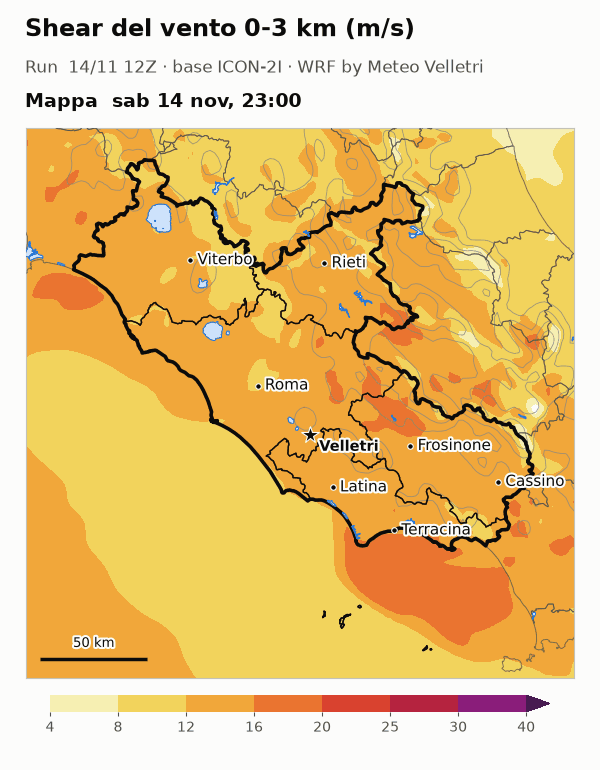 Shear del vento 0-3 km (m/s)
Run  14/11 12Z · base ICON-2I · WRF by Meteo Velletri
Mappa  sab 14 nov, 23:00
Viterbo
Rieti
Roma
Velletri
Frosinone
Latina
Cassino
Terracina
50 km
4 8 12 16 20 25 30 40